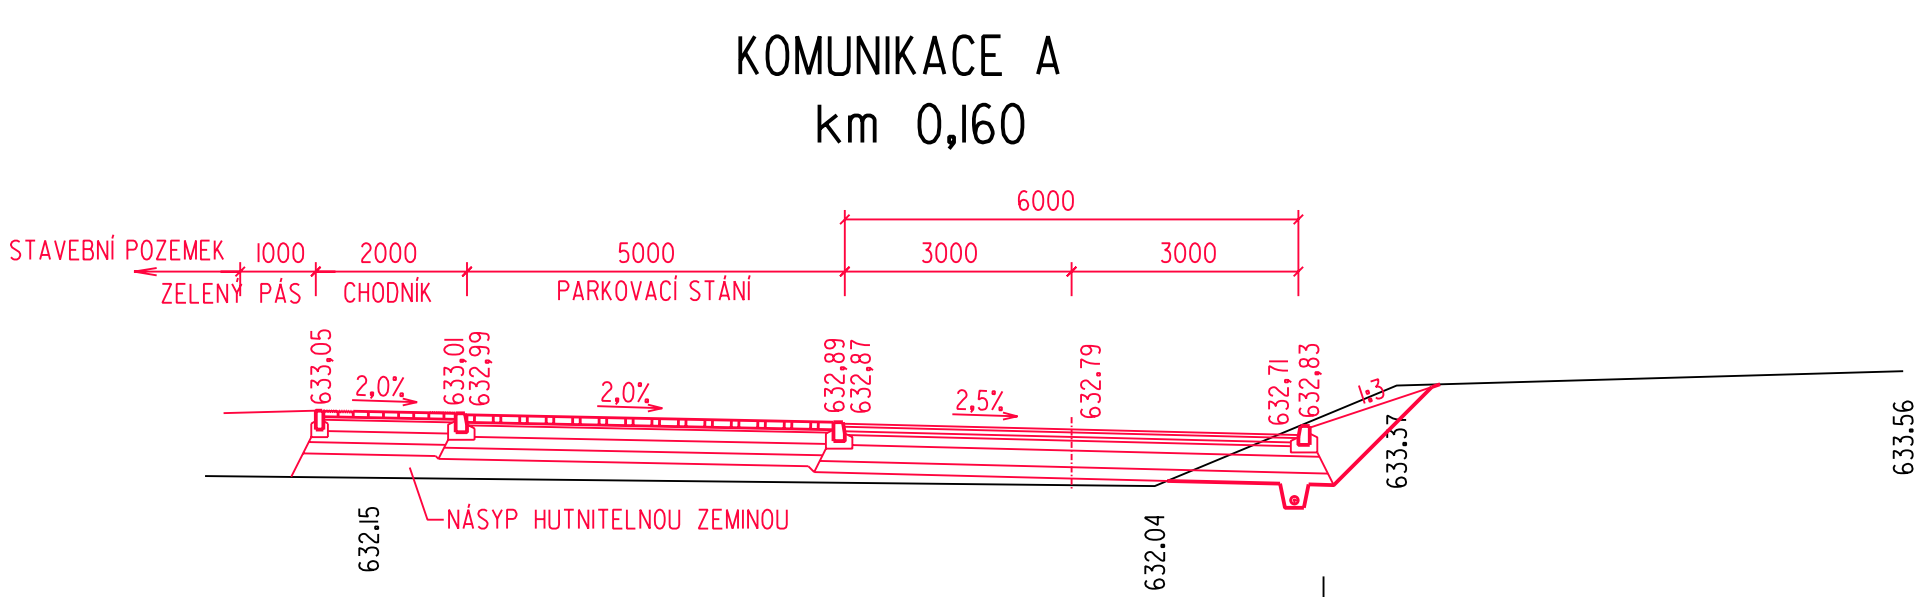 KOMUNIKACE A
km 0,160
6000
STAVEBNÍ POZEMEK 1000 2000 5000 3000 3000
ZELENÝ PÁS CHODNÍK PARKOVACÍ STÁNÍ
633,05 633,01 632,99 632,89 632,87 632.79 632,71 632,83
2,0% 2,0% 2,5% 1:3
633.37 633.56
NÁSYP HUTNITELNOU ZEMINOU
632.15 632.04